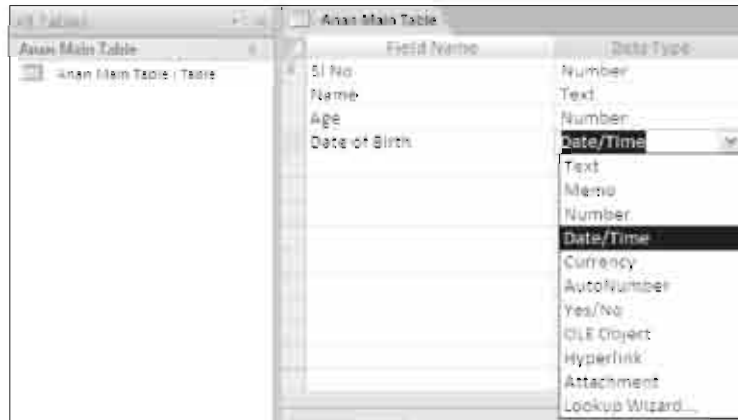 All Tables
Anan Main Table
Anan Main Table : Table
Anan Main Table
Field Name Data Type
Sl No Number
Name Text
Age Number
Date of Birth Date/Time
Text
Memo
Number
Date/Time
Currency
AutoNumber
Yes/No
OLE Object
Hyperlink
Attachment
Lookup Wizard...